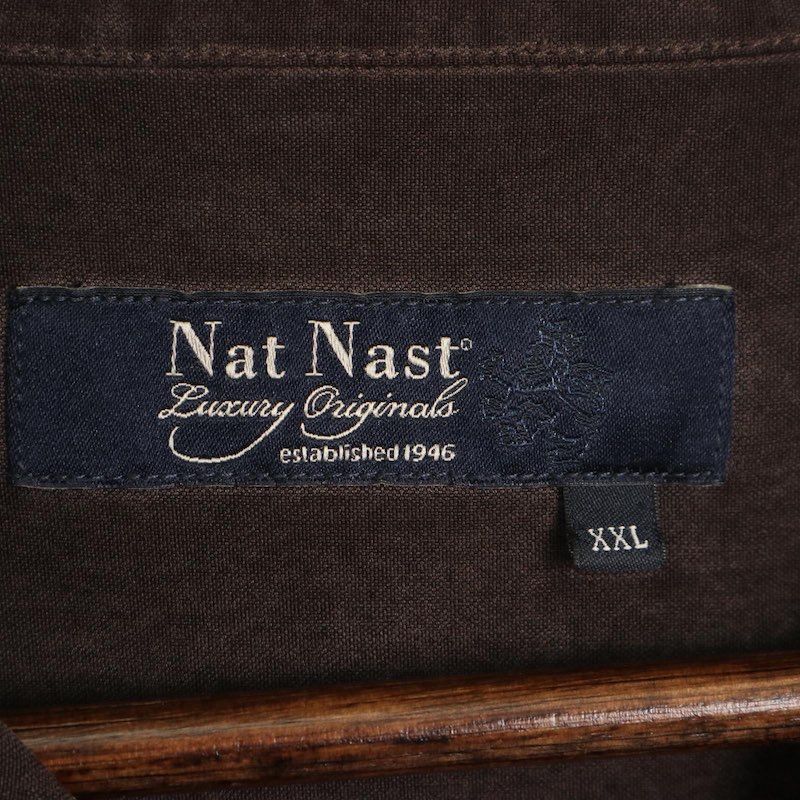 Nat Nast®
Luxury Originals
established 1946
XXL